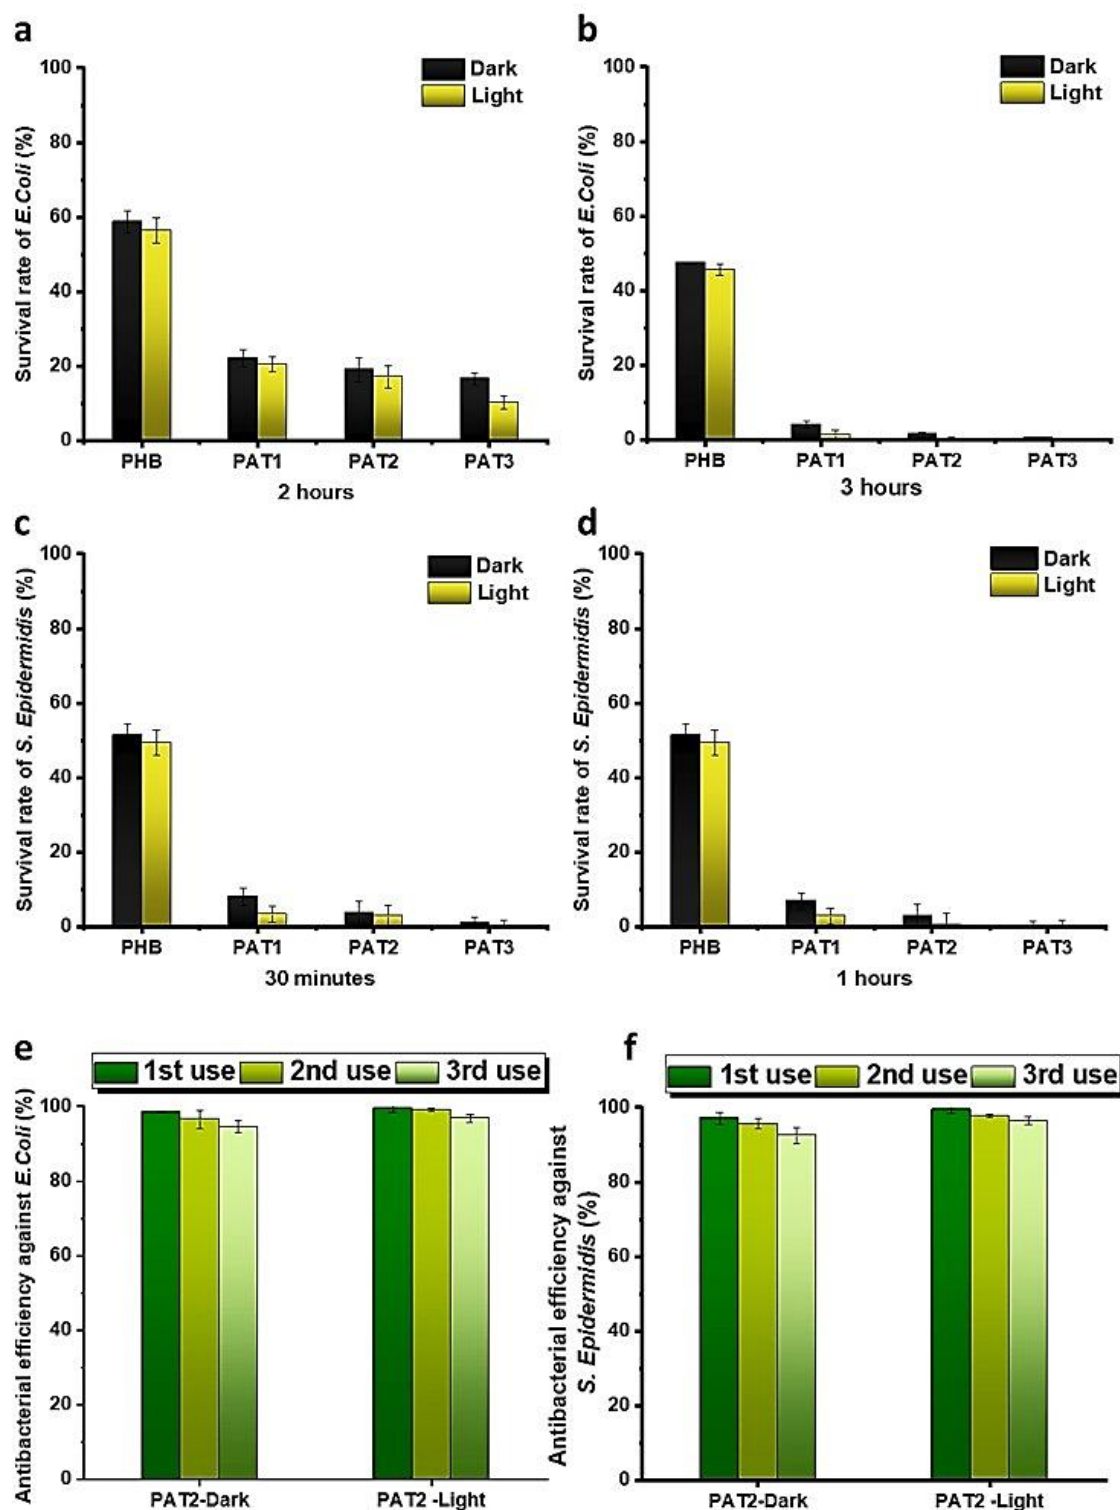 a
Survival rate of E.Coli (%)
100
80
60
40
20
0
Dark
Light
PHB PAT1 PAT2 PAT3
2 hours
b
Survival rate of E.Coli (%)
100
80
60
40
20
0
Dark
Light
PHB PAT1 PAT2 PAT3
3 hours
c
Survival rate of S. Epidermidis (%)
100
80
60
40
20
0
Dark
Light
PHB PAT1 PAT2 PAT3
30 minutes
d
Survival rate of S. Epidermidis (%)
100
80
60
40
20
0
Dark
Light
PHB PAT1 PAT2 PAT3
1 hours
e
1st use 2nd use 3rd use
Antibacterial efficiency against E.Coli (%)
100
80
60
40
20
0
PAT2-Dark PAT2 -Light
f
1st use 2nd use 3rd use
Antibacterial efficiency against
S. Epidermidis (%)
100
80
60
40
20
0
PAT2-Dark PAT2 -Light